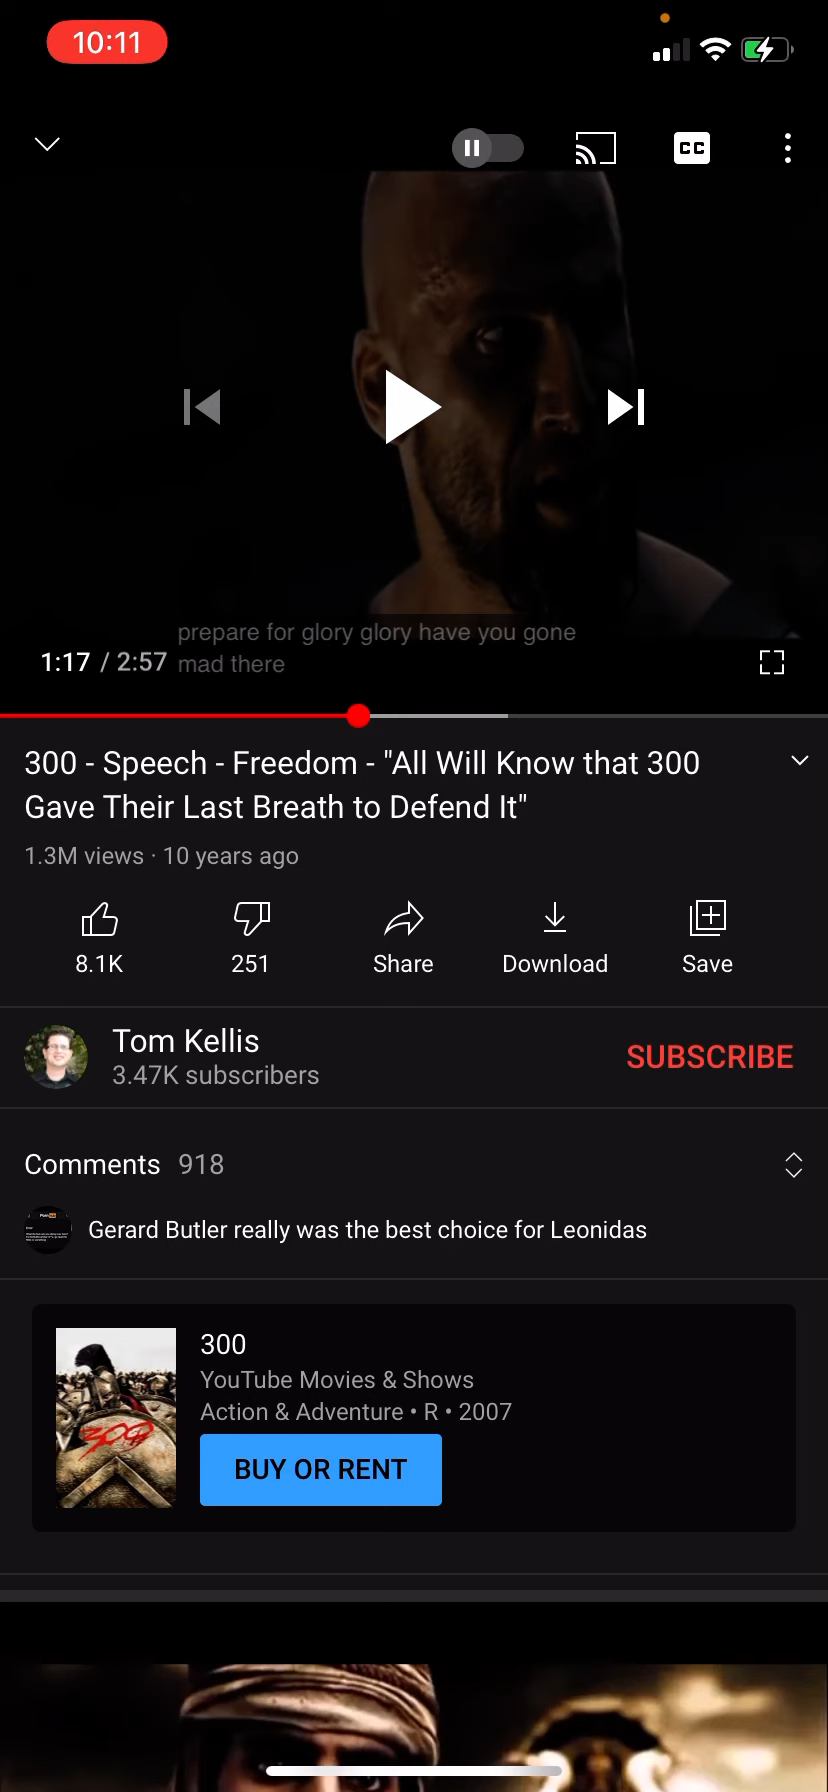 10:11
CC
prepare for glory glory have you gone
mad there
1:17 / 2:57
300 - Speech - Freedom - "All Will Know that 300
Gave Their Last Breath to Defend It"
1.3M views · 10 years ago
8.1K
251
Share
Download
Save
Tom Kellis
3.47K subscribers
SUBSCRIBE
Comments 918
Gerard Butler really was the best choice for Leonidas
300
YouTube Movies & Shows
Action & Adventure • R • 2007
300
BUY OR RENT